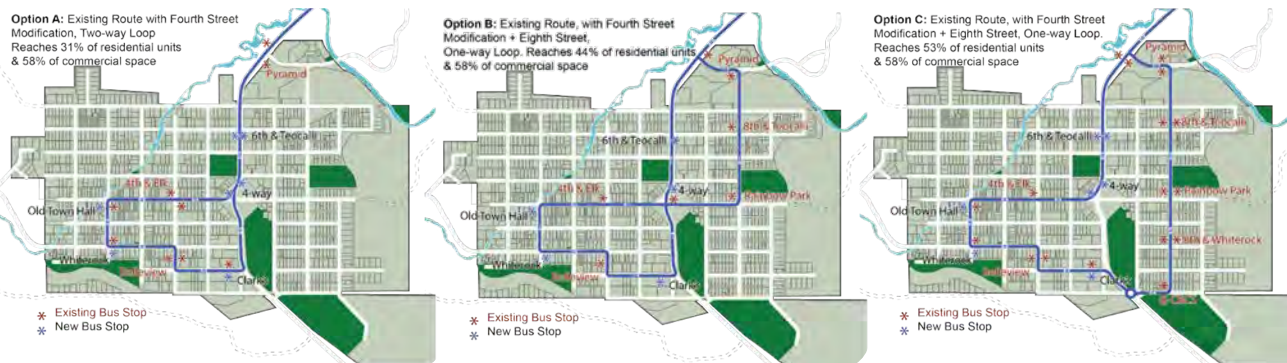 Option A: Existing Route, with Fourth Street
Modification, Two-way Loop
Reaches 31% of residential units
& 58% of commercial space
Pyramid
6th & Teocalli
4-way
4th & Elk
Old Town Hall
Whiterock
Belleview
Clarks
Existing Bus Stop
New Bus Stop
Option B: Existing Route, with Fourth Street
Modification + Eighth Street,
One-way Loop. Reaches 44% of residential units
& 58% of commercial space
Pyramid
8th & Teocalli
6th & Teocalli
4-way
Rainbow Park
4th & Elk
Old Town Hall
Whiterock
Belleview
Clarks
Existing Bus Stop
New Bus Stop
Option C: Existing Route, with Fourth Street
Modification + Eighth Street, One-way Loop.
Reaches 53% of residential units
& 58% of commercial space
Pyramid
8th & Teocalli
6th & Teocalli
4-way
Rainbow Park
4th & Elk
Old Town Hall
8th & Whiterock
Whiterock
Belleview
Clarks
Existing Bus Stop
New Bus Stop